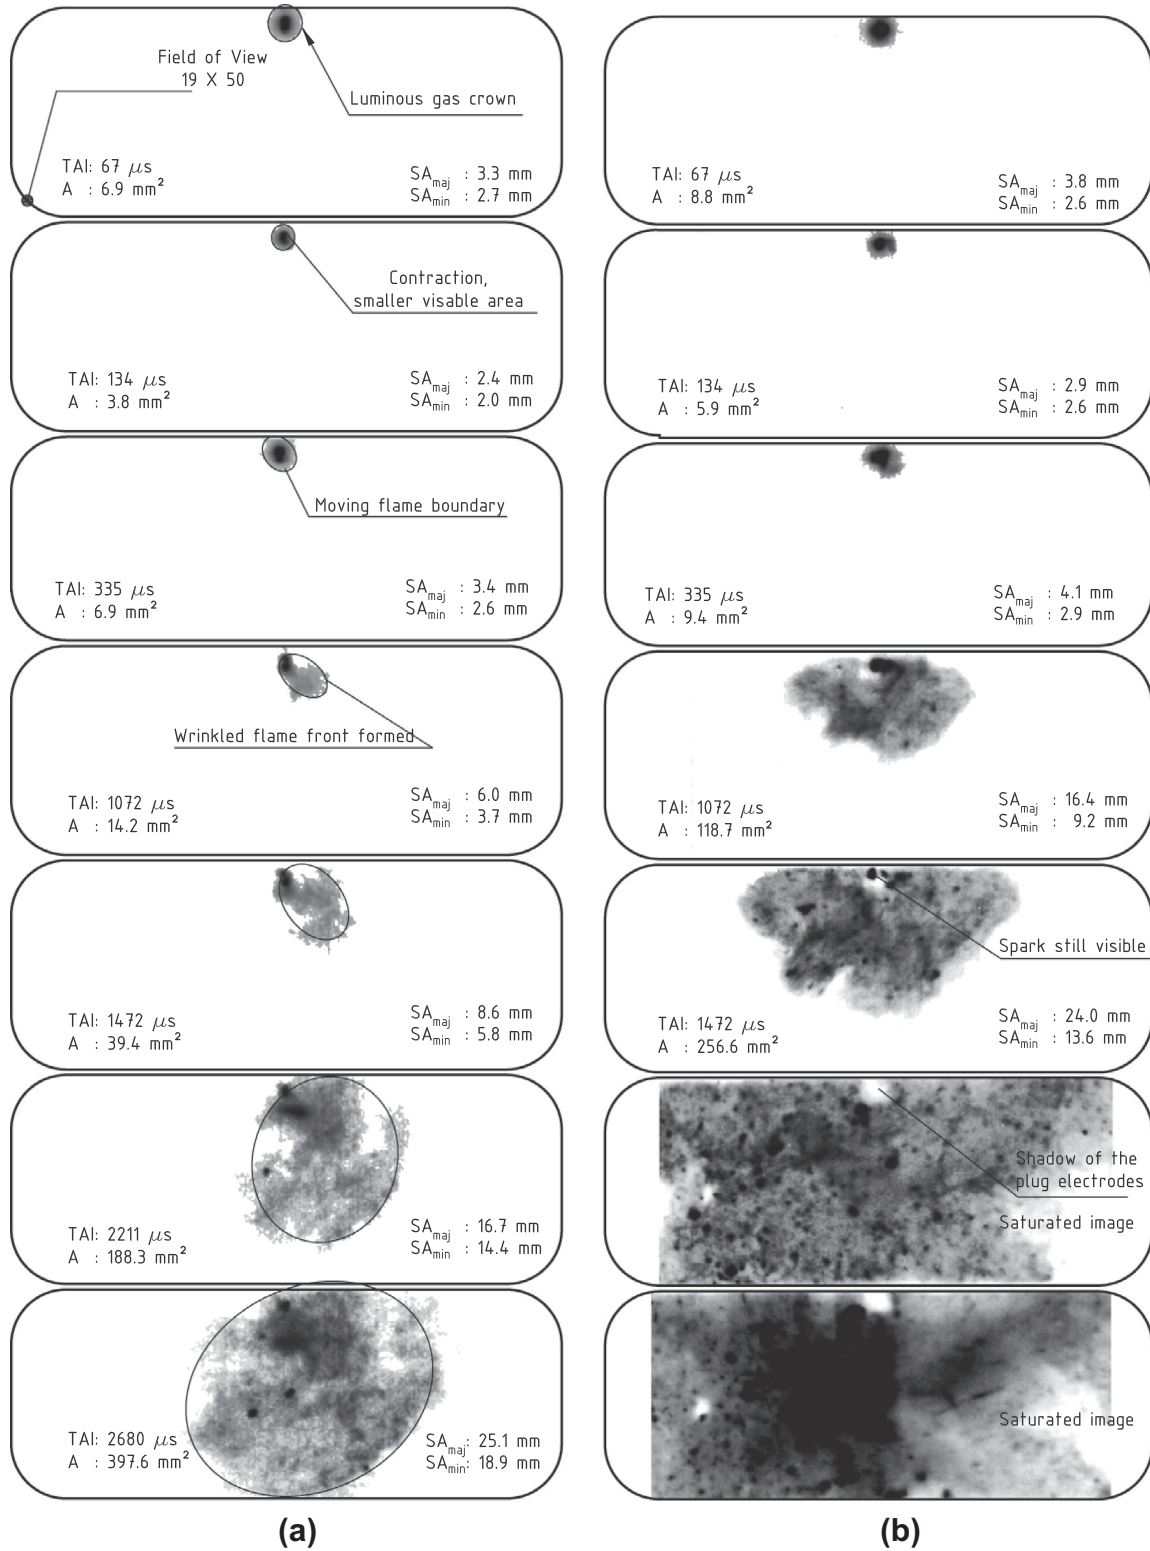 Field of View
19 X 50
Luminous gas crown
TAI: 67 μs
A : 6.9 mm²
SAmaj : 3.3 mm
SAmin : 2.7 mm
Contraction,
smaller visable area
TAI: 134 μs
A : 3.8 mm²
SAmaj : 2.4 mm
SAmin : 2.0 mm
Moving flame boundary
TAI: 335 μs
A : 6.9 mm²
SAmaj : 3.4 mm
SAmin : 2.6 mm
Wrinkled flame front formed
TAI: 1072 μs
A : 14.2 mm²
SAmaj : 6.0 mm
SAmin : 3.7 mm
TAI: 1472 μs
A : 39.4 mm²
SAmaj : 8.6 mm
SAmin : 5.8 mm
TAI: 2211 μs
A : 188.3 mm²
SAmaj : 16.7 mm
SAmin : 14.4 mm
TAI: 2680 μs
A : 397.6 mm²
SAmaj: 25.1 mm
SAmin: 18.9 mm
(a)
TAI: 67 μs
A : 8.8 mm²
SAmaj : 3.8 mm
SAmin : 2.6 mm
TAI: 134 μs
A : 5.9 mm²
SAmaj : 2.9 mm
SAmin : 2.6 mm
TAI: 335 μs
A : 9.4 mm²
SAmaj : 4.1 mm
SAmin : 2.9 mm
TAI: 1072 μs
A : 118.7 mm²
SAmaj : 16.4 mm
SAmin : 9.2 mm
Spark still visible
TAI: 1472 μs
A : 256.6 mm²
SAmaj : 24.0 mm
SAmin : 13.6 mm
Shadow of the
plug electrodes
Saturated image
Saturated image
(b)